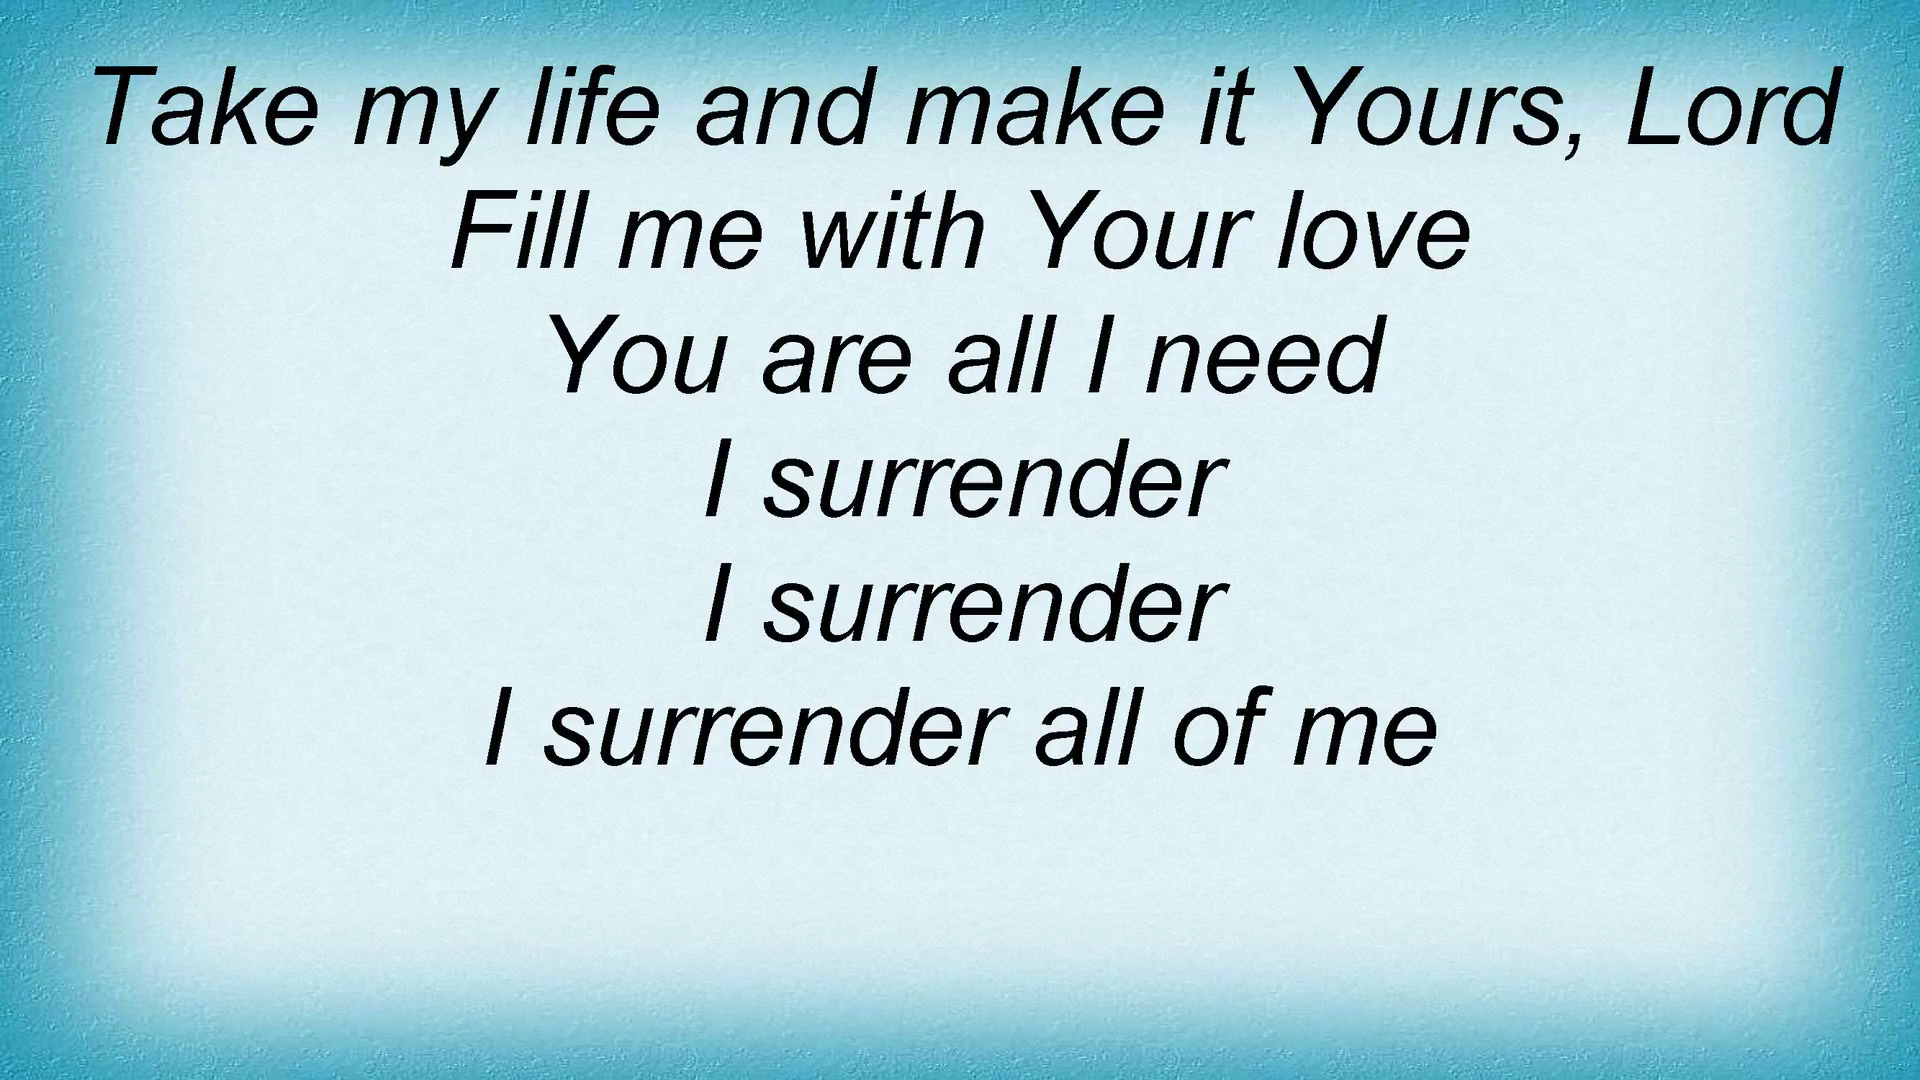 Take my life and make it Yours, Lord
Fill me with Your love
You are all I need
I surrender
I surrender
I surrender all of me